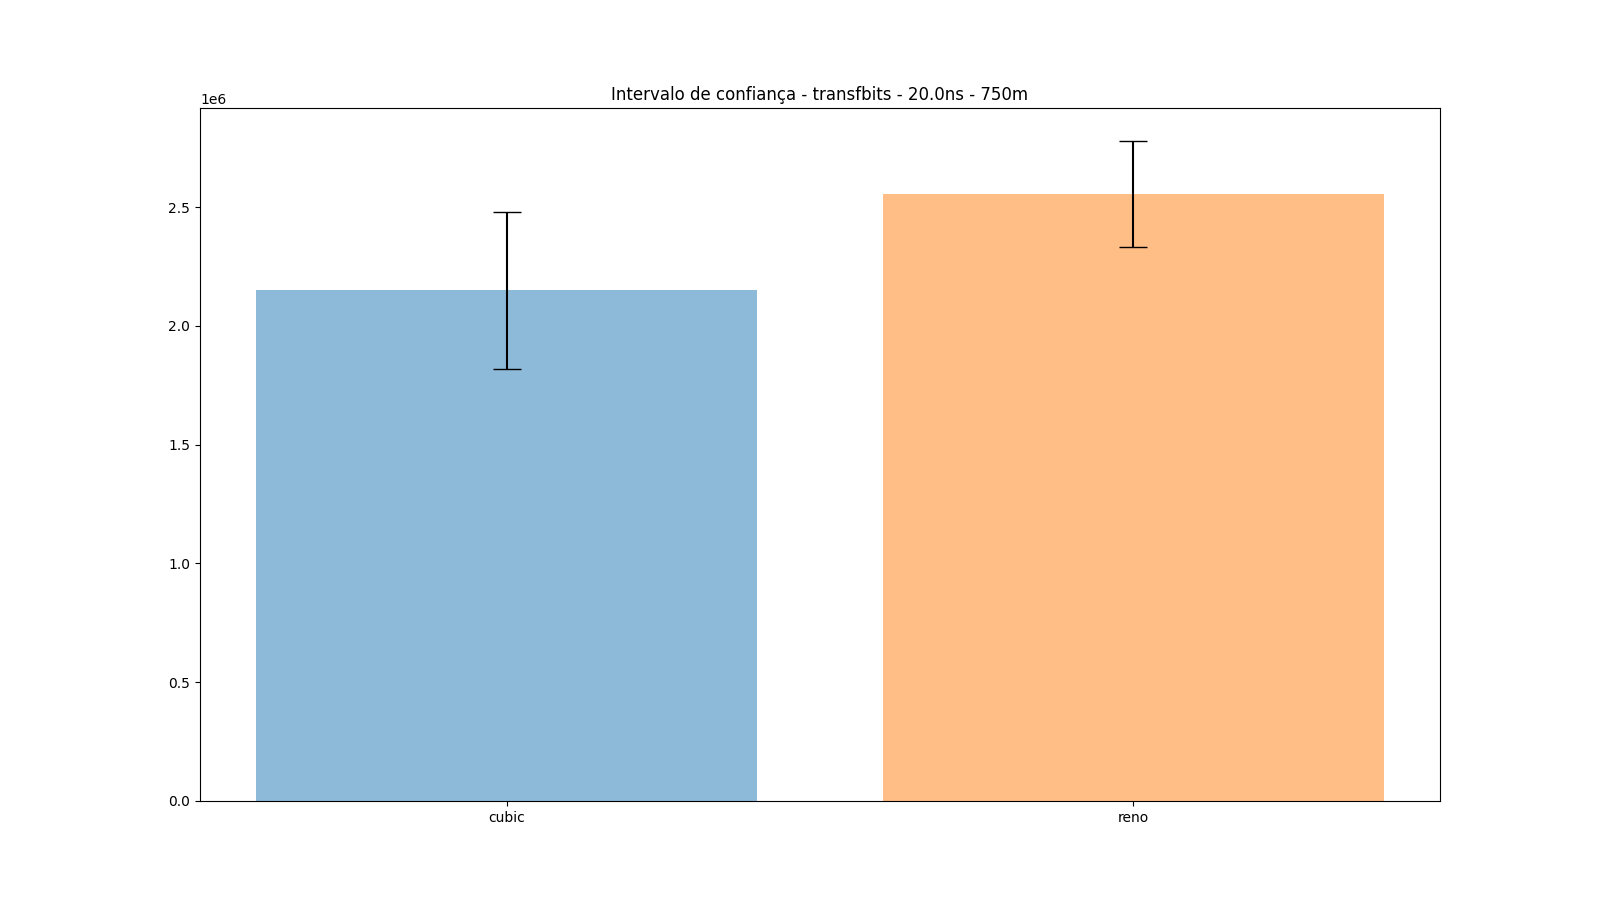 Intervalo de confiança - transfbits - 20.0ns - 750m
1e6
2.5
2.0
1.5
1.0
0.5
0.0
cubic
reno